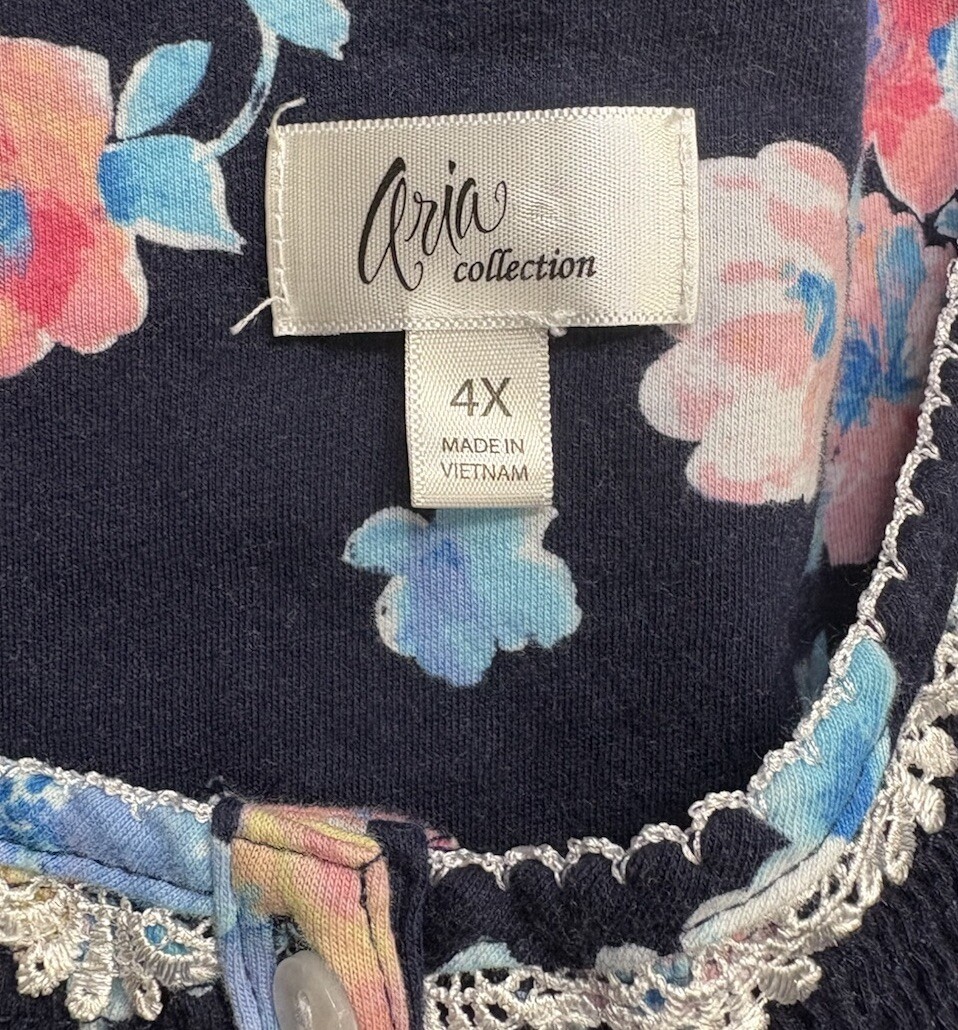 Aria
collection
4X
MADE IN
VIETNAM